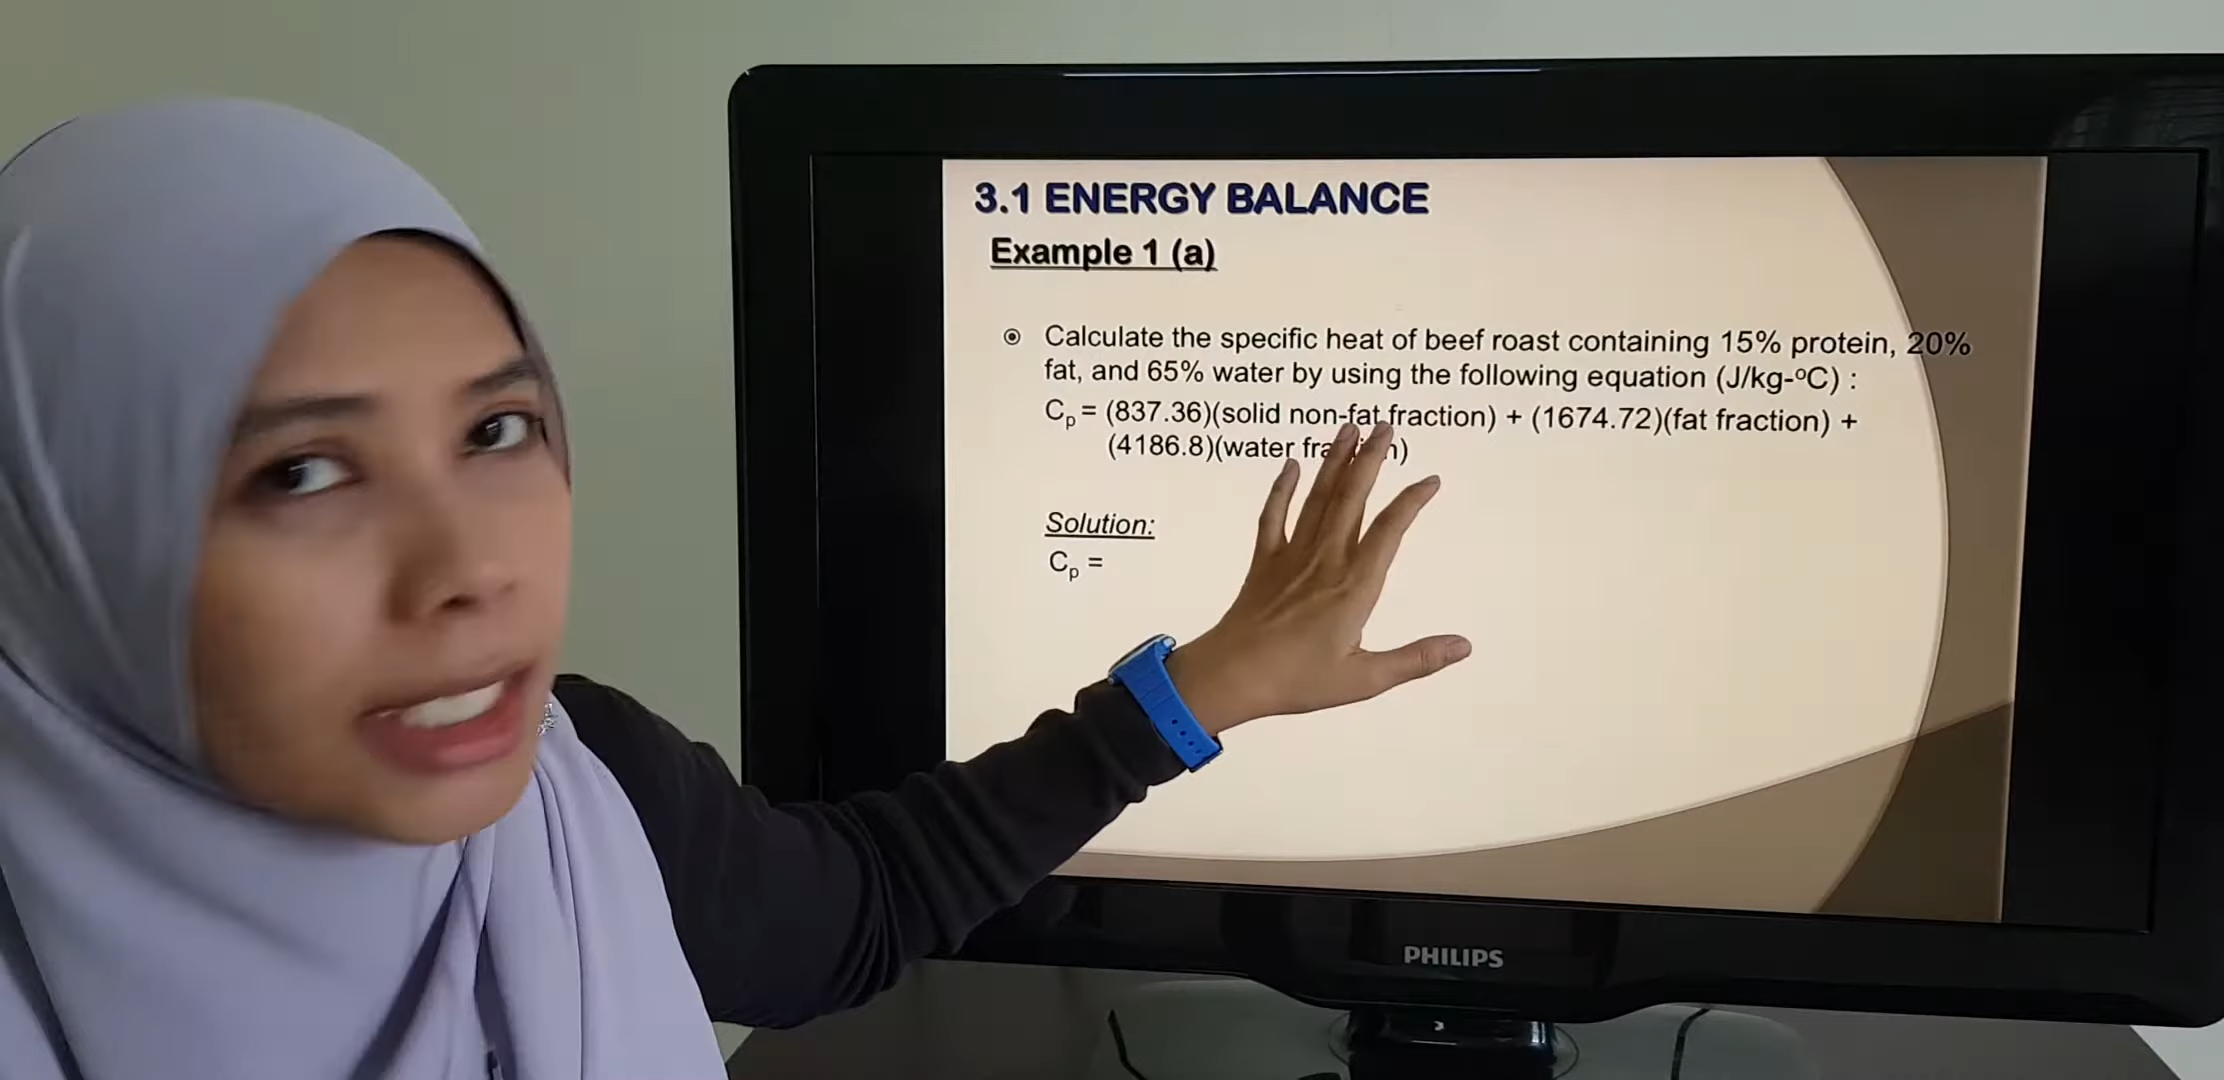 3.1 ENERGY BALANCE
Example 1 (a)
Calculate the specific heat of beef roast containing 15% protein, 20%
fat, and 65% water by using the following equation (J/kg-ºC) :
Cp = (837.36)(solid non-fat fraction) + (1674.72)(fat fraction) +
(4186.8)(water
Solution:
Cp =
PHILIPS